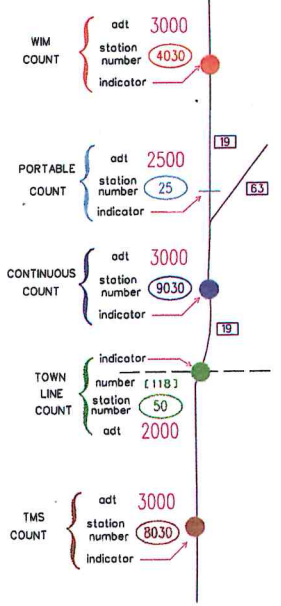 adt 3000
WIM COUNT
station number 4030
indicator
19
63
adt 2500
PORTABLE COUNT
station number 25
indicator
adt 3000
CONTINUOUS COUNT
station number 9030
indicator
19
indicator
TOWN LINE COUNT
number [118]
station number 50
adt 2000
adt 3000
TMS COUNT
station number 8030
indicator